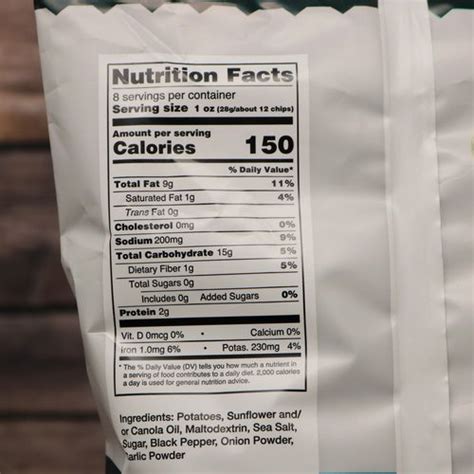 Nutrition Facts
8 servings per container
Serving size 1 oz (28g/about 12 chips)
Amount per serving
Calories 150
% Daily Value*
Total Fat 9g 11%
Saturated Fat 1g 4%
Trans Fat 0g
Cholesterol 0mg 0%
Sodium 200mg 9%
Total Carbohydrate 15g 5%
Dietary Fiber 1g 5%
Total Sugars 0g
Includes 0g Added Sugars 0%
Protein 2g
Vit. D 0mcg 0% • Calcium 0%
Iron 1.0mg 6% • Potas. 230mg 4%
* The % Daily Value (DV) tells you how much a nutrient in
a serving of food contributes to a daily diet. 2,000 calories
a day is used for general nutrition advice.
Ingredients: Potatoes, Sunflower and/
or Canola Oil, Maltodextrin, Sea Salt,
Sugar, Black Pepper, Onion Powder,
Garlic Powder